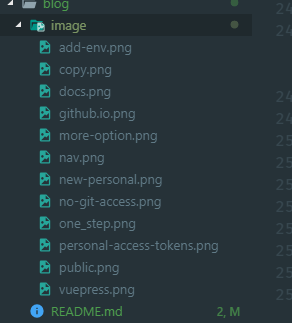 blog
image
add-env.png
copy.png
docs.png
github.io.png
more-option.png
nav.png
new-personal.png
no-git-access.png
one_step.png
personal-access-tokens.png
public.png
vuepress.png
README.md 2, M